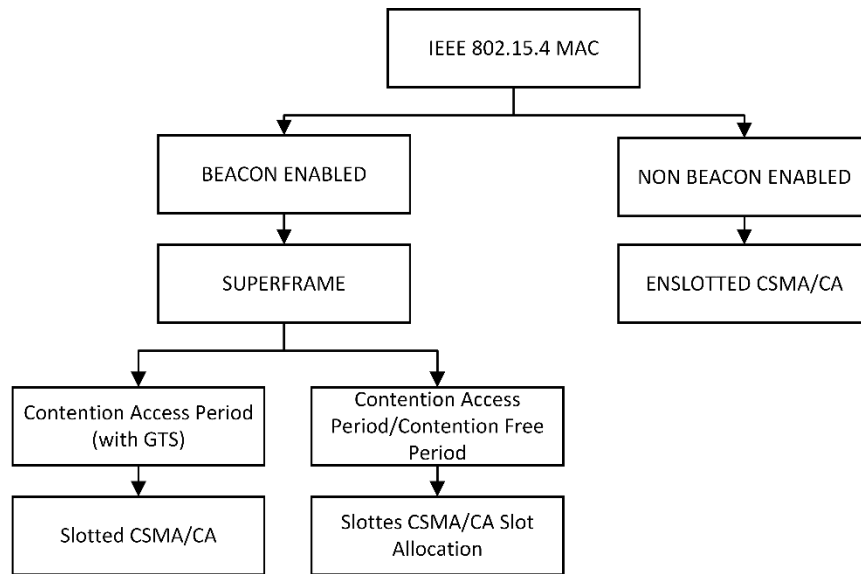 IEEE 802.15.4 MAC
BEACON ENABLED
NON BEACON ENABLED
SUPERFRAME
ENSLOTTED CSMA/CA
Contention Access Period
(with GTS)
Contention Access
Period/Contention Free
Period
Slotted CSMA/CA
Slottes CSMA/CA Slot
Allocation